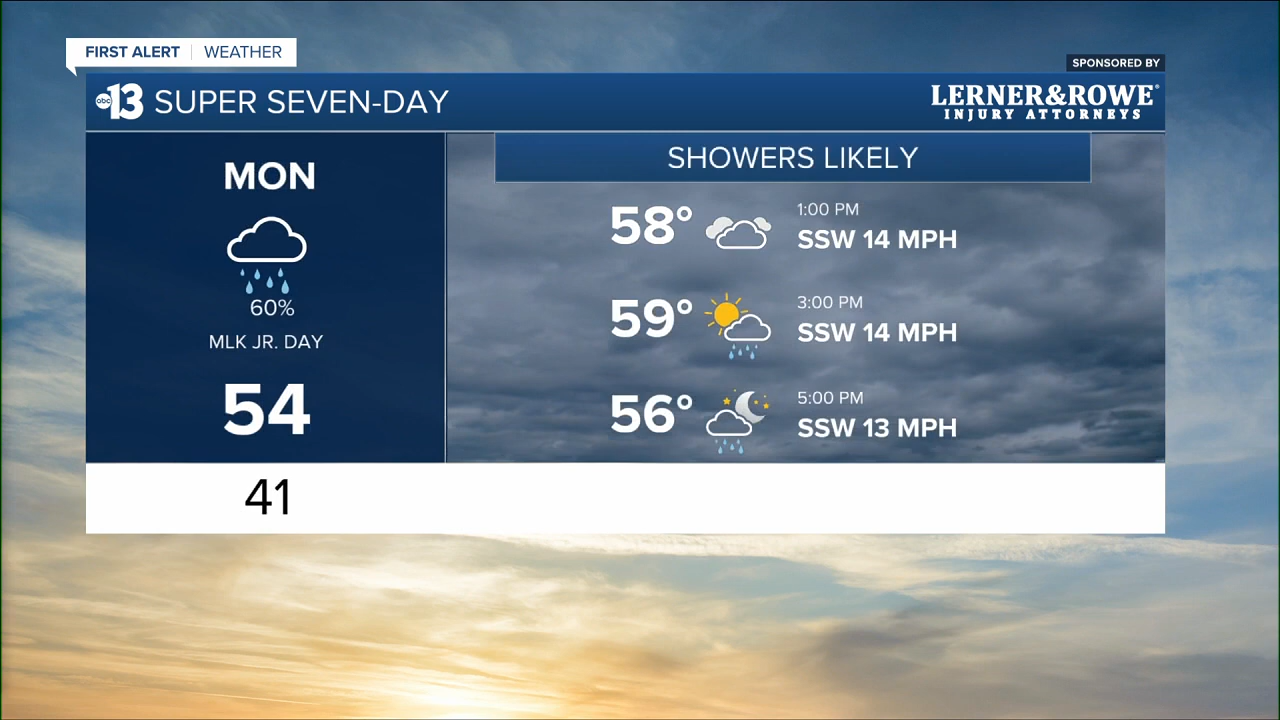 FIRST ALERT | WEATHER
SPONSORED BY
abc 13 SUPER SEVEN-DAY
LERNER&ROWE®
INJURY ATTORNEYS
MON
60%
MLK JR. DAY
54
41
SHOWERS LIKELY
58° 1:00 PM
SSW 14 MPH
59° 3:00 PM
SSW 14 MPH
56° 5:00 PM
SSW 13 MPH